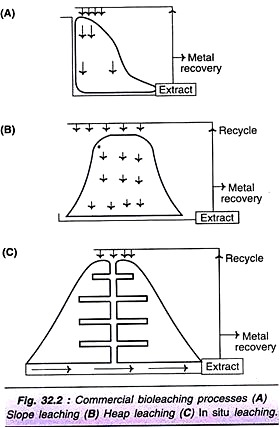 (A)
Metal
recovery
Extract
(B)
Recycle
Metal
recovery
Extract
(C)
Recycle
Metal
recovery
Extract
Fig. 32.2 : Commercial bioleaching processes (A)
Slope leaching (B) Heap leaching (C) In situ leaching.